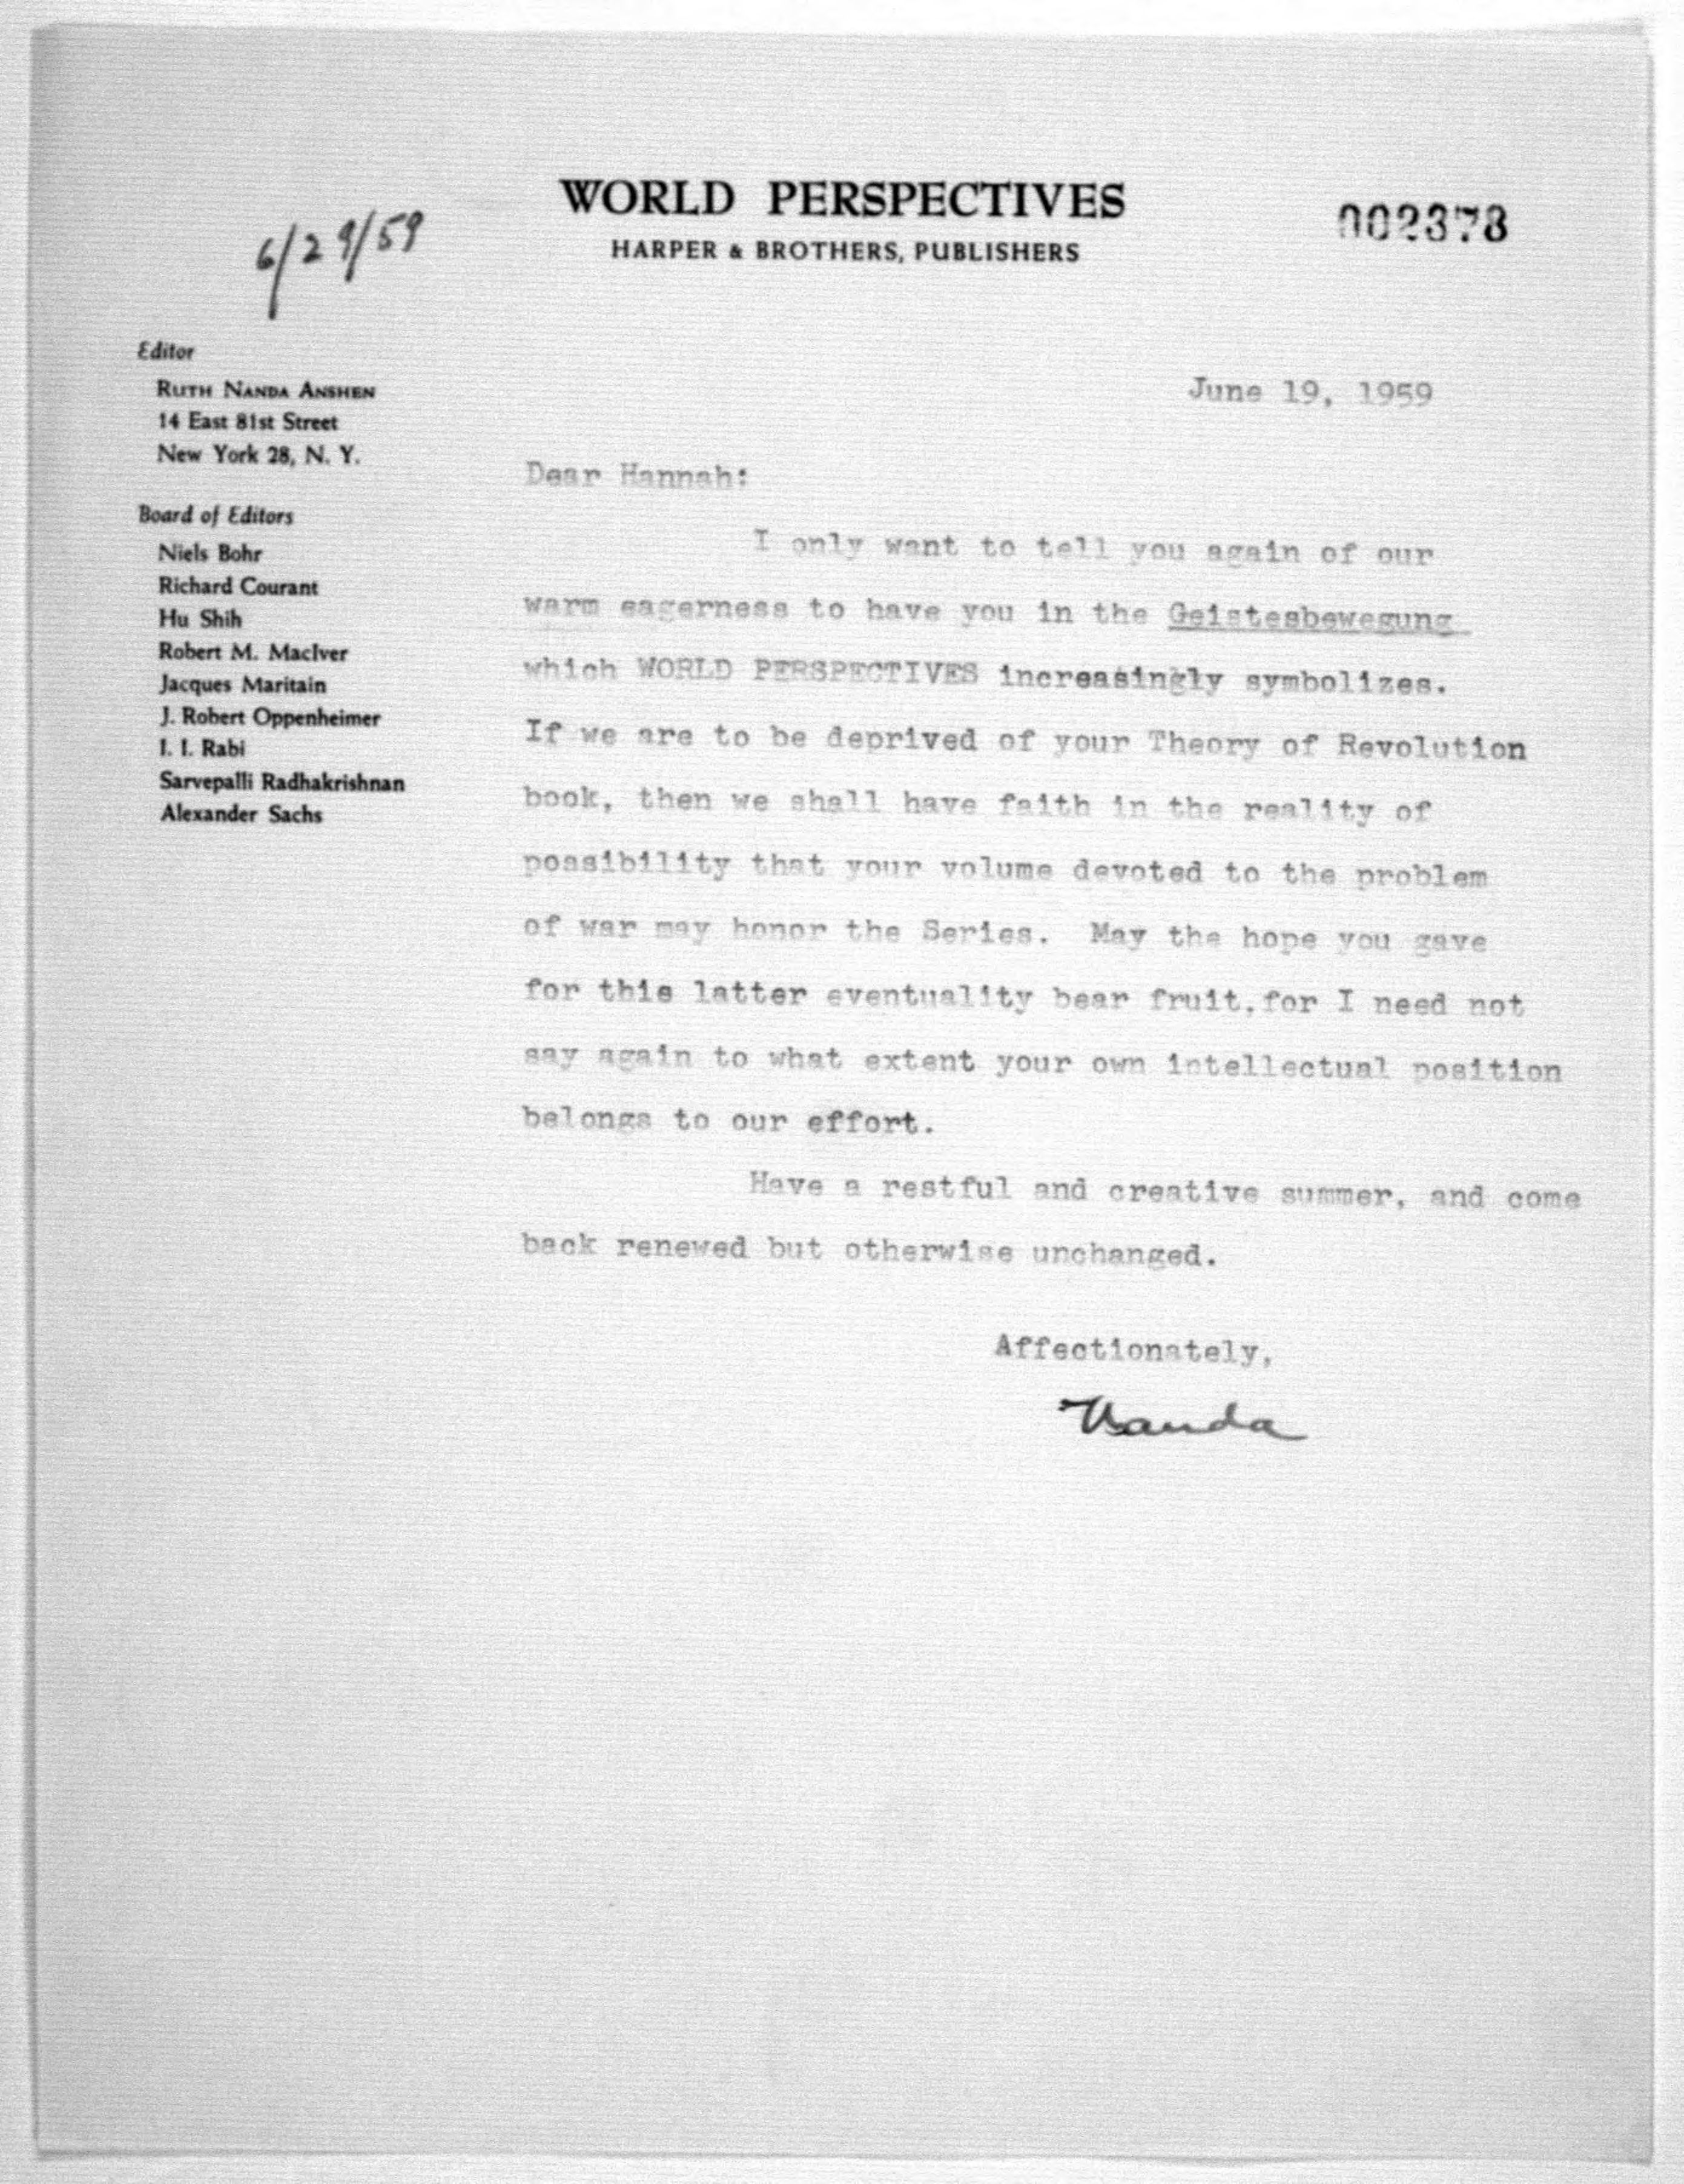 WORLD PERSPECTIVES
HARPER & BROTHERS, PUBLISHERS
002373
6/29/59
Editor
RUTH NANDA ANSHEN
14 East 81st Street
New York 28, N. Y.
Board of Editors
Niels Bohr
Richard Courant
Hu Shih
Robert M. MacIver
Jacques Maritain
J. Robert Oppenheimer
I. I. Rabi
Sarvepalli Radhakrishnan
Alexander Sachs
June 19, 1959
Dear Hannah:
I only want to tell you again of our
warm eagerness to have you in the Geistesbewegung
which WORLD PERSPECTIVES increasingly symbolizes.
If we are to be deprived of your Theory of Revolution
book, then we shall have faith in the reality of
possibility that your volume devoted to the problem
of war may honor the Series. May the hope you gave
for this latter eventuality bear fruit,for I need not
say again to what extent your own intellectual position
belongs to our effort.
Have a restful and creative summer, and come
back renewed but otherwise unchanged.
Affectionately,
Nanda